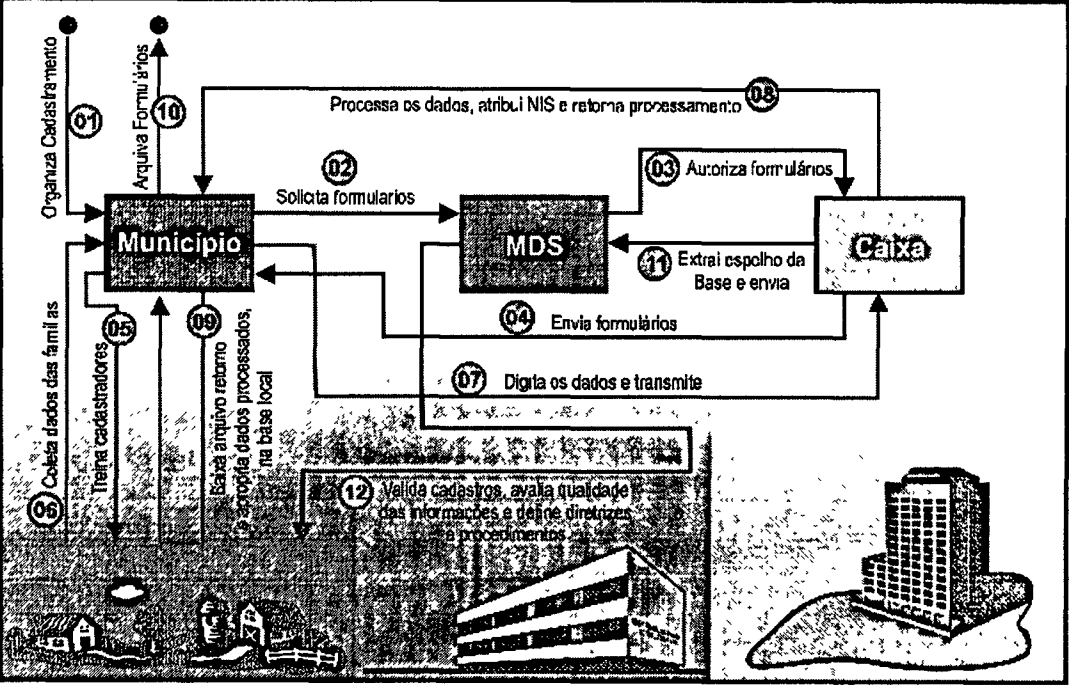 Organiza Cadastramento
01
Arquiva Formulários
10
Processa os dados, atribui NIS e retorna processamento
08
02
Solicita formularios
03 Autoriza formulários
Município
MDS
Caixa
11 Extrai espelho da
Base e envia
04 Envia formulários
07 Digita os dados e transmite
06 Coleta dados das familias
05
Treina cadastradores
09
Baixa arquivo retorno
e apropria dados processados,
na base local
12 Valida cadastros, avalia qualidade
das informações e define diretrizes
e procedimentos